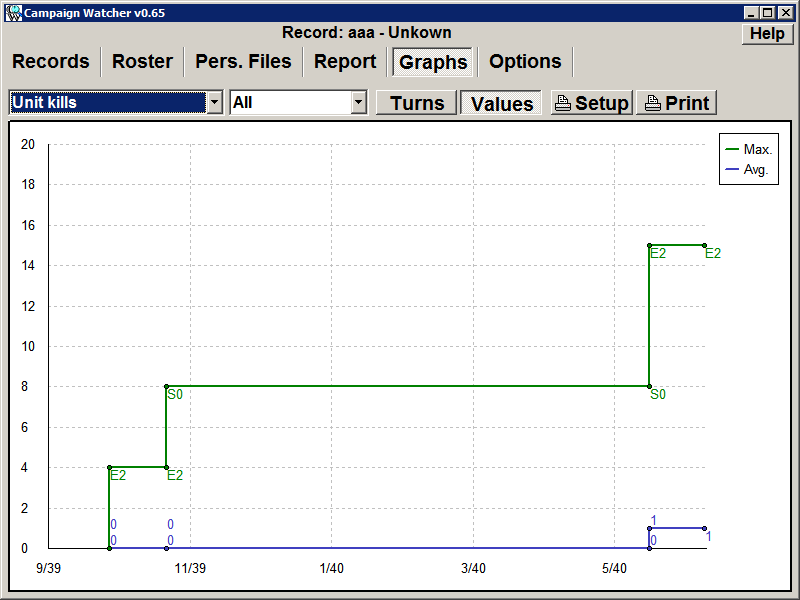 Campaign Watcher v0.65
Record: aaa - Unkown
Help
Records Roster Pers. Files Report Graphs Options
Unit kills All Turns Values Setup Print
20
Max.
Avg.
18
16
E2 E2
14
12
10
8
S0 S0
6
4
E2 E2
2
0 0 1
0 0 0 1
0
9/39 11/39 1/40 3/40 5/40